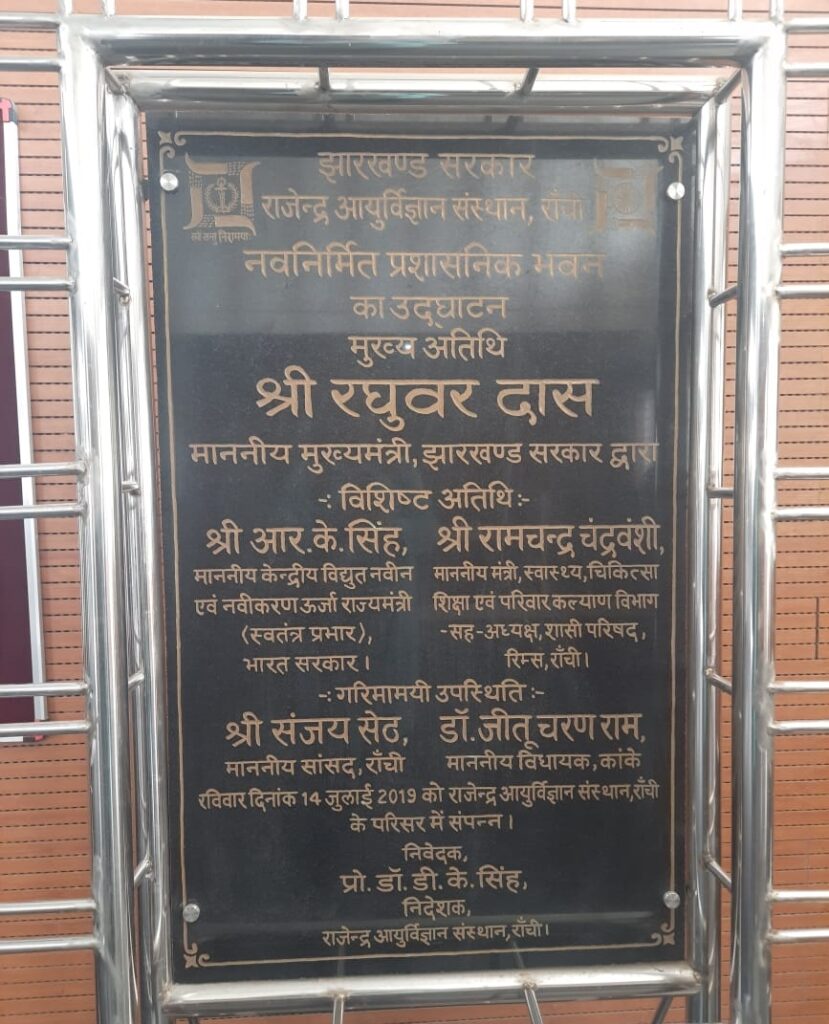 झारखण्ड सरकार
राजेन्द्र आयुर्विज्ञान संस्थान, राँची
नवनिर्मित प्रशासनिक भवन
का उद्घाटन
मुख्य अतिथि
श्री रघुवर दास
माननीय मुख्यमंत्री, झारखण्ड सरकार द्वारा
-: विशिष्ट अतिथि :-
श्री आर.के.सिंह,
माननीय केन्द्रीय विद्युत नवीन
एवं नवीकरण ऊर्जा राज्यमंत्री
(स्वतंत्र प्रभार),
भारत सरकार।
श्री रामचन्द्र चंद्रवंशी,
माननीय मंत्री, स्वास्थ्य, चिकित्सा
शिक्षा एवं परिवार कल्याण विभाग
-सह-अध्यक्ष, शासी परिषद,
रिम्स, राँची।
-: गरिमामयी उपस्थिति :-
श्री संजय सेठ,
माननीय सांसद, राँची
डॉ. जीतू चरण राम,
माननीय विधायक, कांके
रविवार दिनांक 14 जुलाई 2019 को राजेन्द्र आयुर्विज्ञान संस्थान, राँची
के परिसर में संपन्न।
निवेदक,
प्रो. डॉ. डी. के. सिंह,
निदेशक,
राजेन्द्र आयुर्विज्ञान संस्थान, राँची।